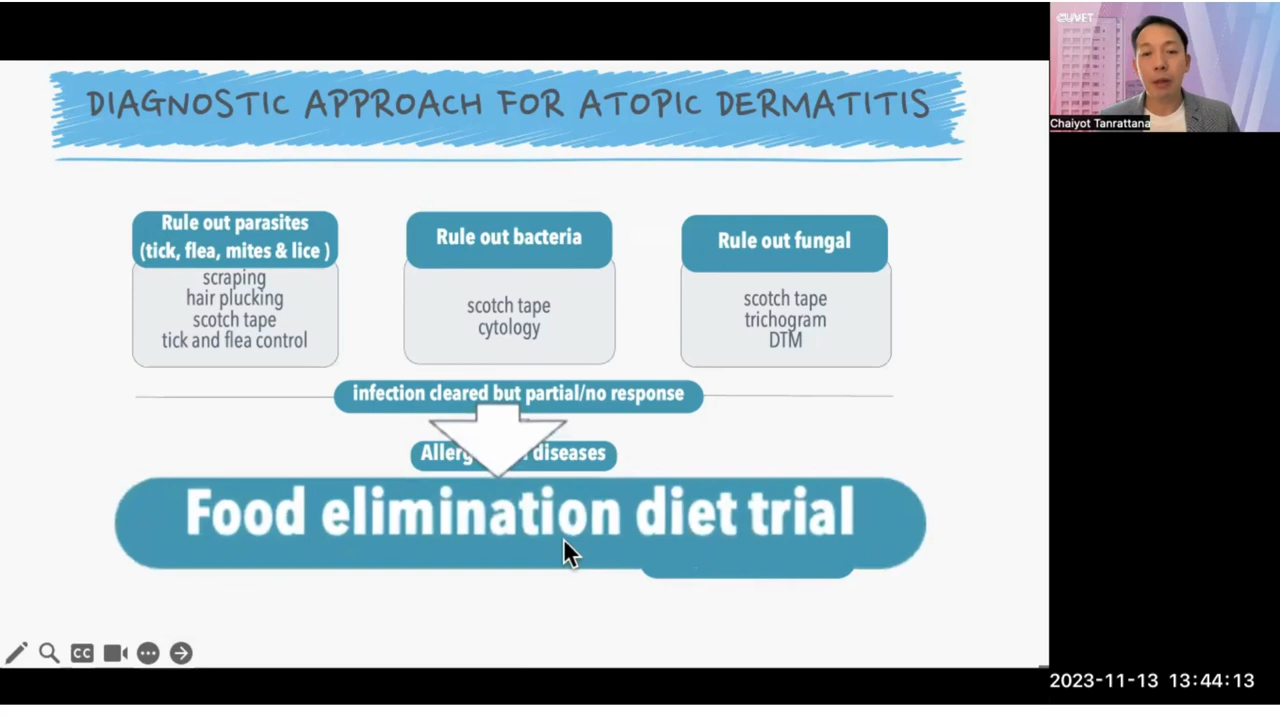 CUVET
DIAGNOSTIC APPROACH FOR ATOPIC DERMATITIS
Chaiyot Tanrattana
Rule out parasites
(tick, flea, mites & lice )
scraping
hair plucking
scotch tape
tick and flea control
Rule out bacteria
scotch tape
cytology
Rule out fungal
scotch tape
trichogram
DTM
infection cleared but partial/no response
diseases
Food elimination diet trial
CC
2023-11-13 13:44:13